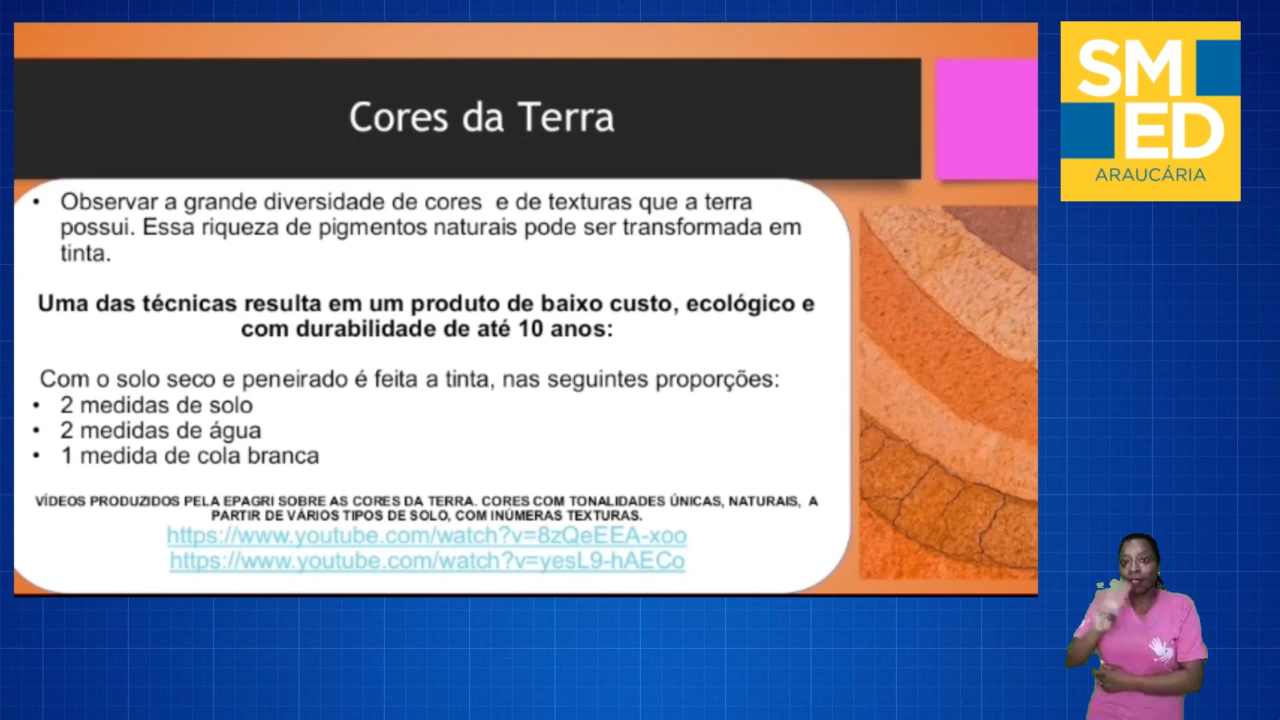 Cores da Terra
• Observar a grande diversidade de cores e de texturas que a terra
possui. Essa riqueza de pigmentos naturais pode ser transformada em
tinta.
Uma das técnicas resulta em um produto de baixo custo, ecológico e
com durabilidade de até 10 anos:
Com o solo seco e peneirado é feita a tinta, nas seguintes proporções:
• 2 medidas de solo
• 2 medidas de água
• 1 medida de cola branca
VÍDEOS PRODUZIDOS PELA EPAGRI SOBRE AS CORES DA TERRA. CORES COM TONALIDADES ÚNICAS, NATURAIS, A
PARTIR DE VÁRIOS TIPOS DE SOLO, COM INÚMERAS TEXTURAS.
https://www.youtube.com/watch?v=8zQeEEA-xoo
https://www.youtube.com/watch?v=yesL9-hAECo
SM
ED
ARAUCÁRIA